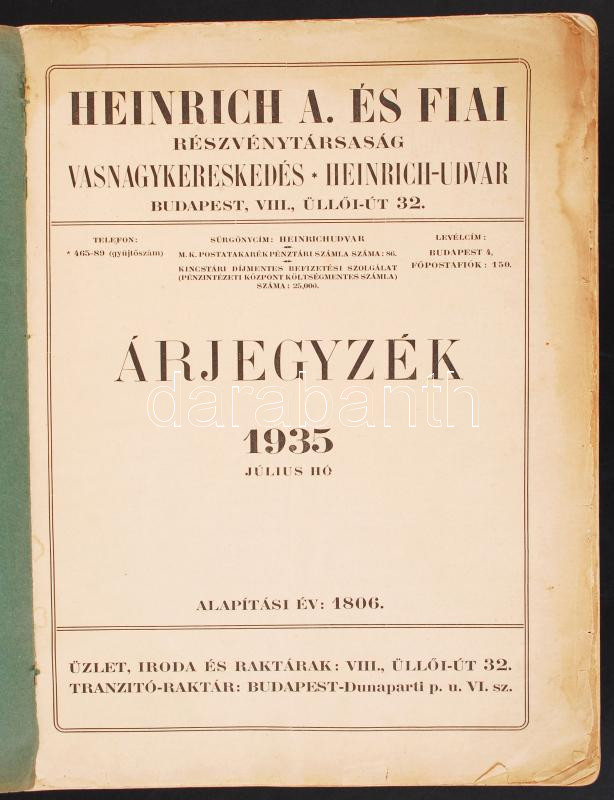 HEINRICH A. ÉS FIAI
RÉSZVÉNYTÁRSASÁG
VASNAGYKERESKEDÉS * HEINRICH-UDVAR
BUDAPEST, VIII., ÜLLŐI-ÚT 32.
TELEFON:
* 465-89 (gyüjtőszám)
SÜRGÖNYCÍM: HEINRICHUDVAR
M. K. POSTATAKARÉKPÉNZTÁRI SZÁMLA SZÁMA: 86.
KINCSTÁRI DÍJMENTES BEFIZETÉSI SZOLGÁLAT
(PÉNZINTÉZETI KÖZPONT KÖLTSÉGMENTES SZÁMLA)
SZÁMA: 25,000.
LEVÉLCÍM:
BUDAPEST 4,
FŐPOSTAFIÓK: 150.
ÁRJEGYZÉK
darabanth
1935
JÚLIUS HÓ
ALAPÍTÁSI ÉV: 1806.
ÜZLET, IRODA ÉS RAKTÁRAK: VIII., ÜLLŐI-ÚT 32.
TRANZITÓ-RAKTÁR: BUDAPEST-Dunaparti p. u. VI. sz.